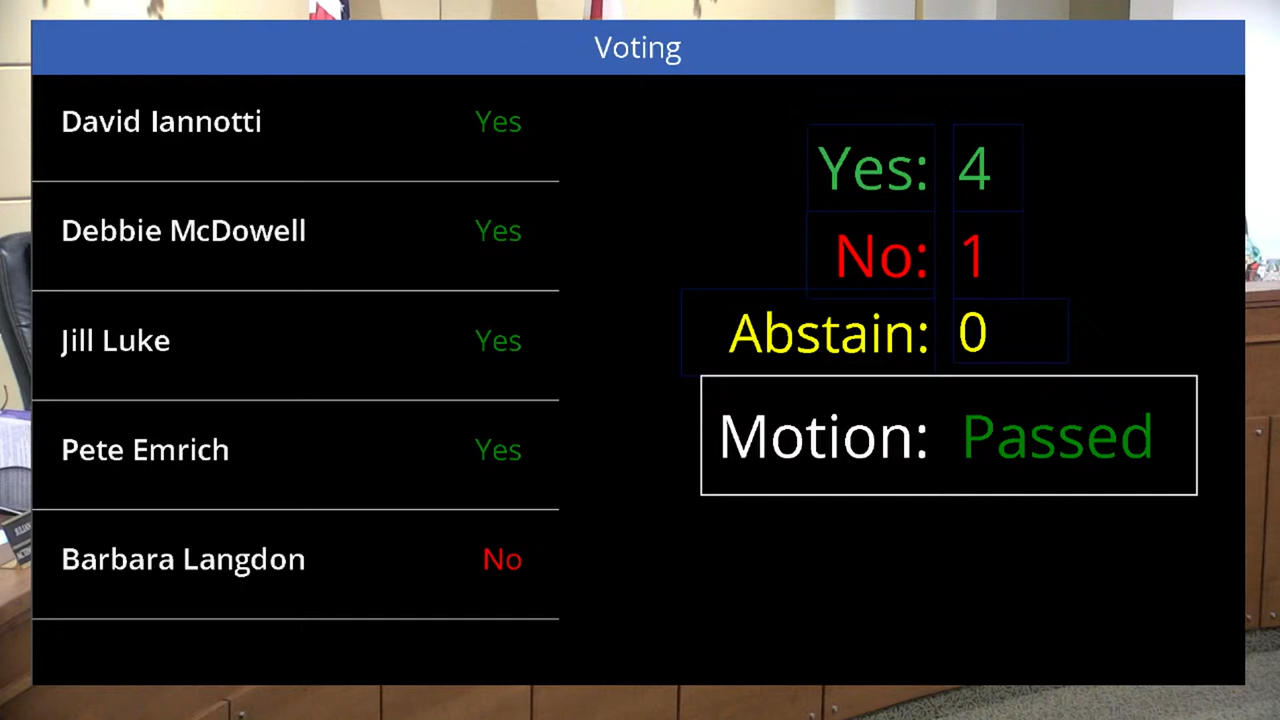 Voting
David Iannotti Yes
Debbie McDowell Yes
Jill Luke Yes
Pete Emrich Yes
Barbara Langdon No
Yes: 4
No: 1
Abstain: 0
Motion: Passed